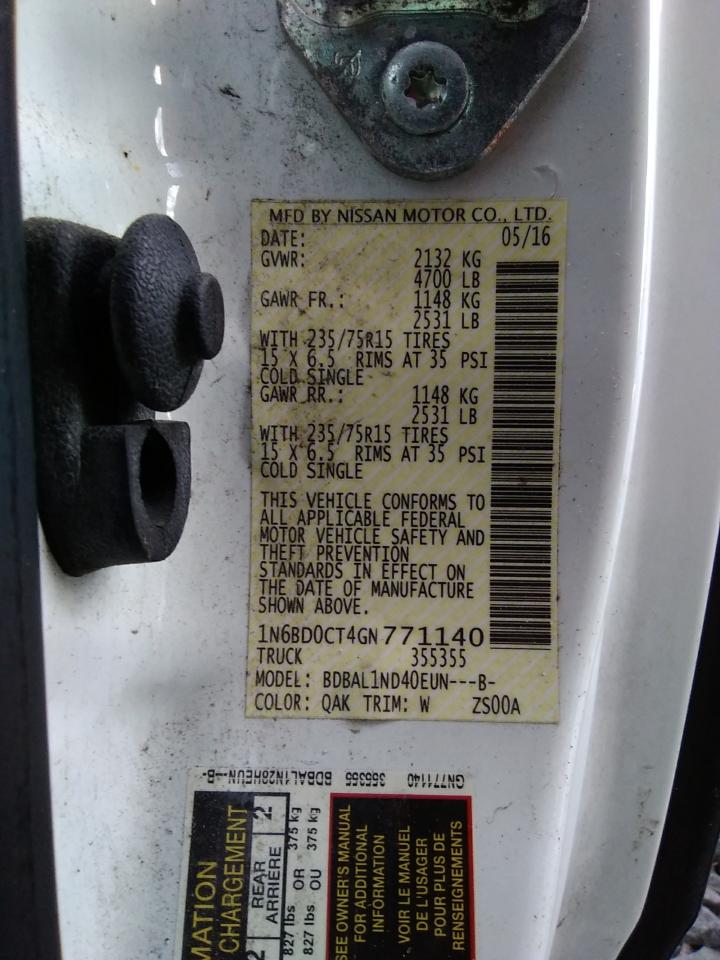 MFD BY NISSAN MOTOR CO., LTD.
DATE: 05/16
GVWR: 2132 KG
4700 LB
GAWR FR.: 1148 KG
2531 LB
WITH 235/75R15 TIRES
15 X 6.5 RIMS AT 35 PSI
COLD SINGLE
GAWR RR.: 1148 KG
2531 LB
WITH 235/75R15 TIRES
15 X 6.5 RIMS AT 35 PSI
COLD SINGLE
THIS VEHICLE CONFORMS TO
ALL APPLICABLE FEDERAL
MOTOR VEHICLE SAFETY AND
THEFT PREVENTION
STANDARDS IN EFFECT ON
THE DATE OF MANUFACTURE
SHOWN ABOVE.
1N6BD0CT4GN771140
TRUCK 355355
MODEL: BDBAL1ND40EUN---B-
COLOR: QAK TRIM: W ZS00A
GN771140 355355 BDBAL1N28HEUN--B-
MATION
CHARGEMENT
2 REAR 2
ARRIÈRE
827 lbs OR 375 kg
827 lbs OU 375 kg
SEE OWNER'S MANUAL
FOR ADDITIONAL
INFORMATION
VOIR LE MANUEL
DE L'USAGER
POUR PLUS DE
RENSEIGNEMENTS